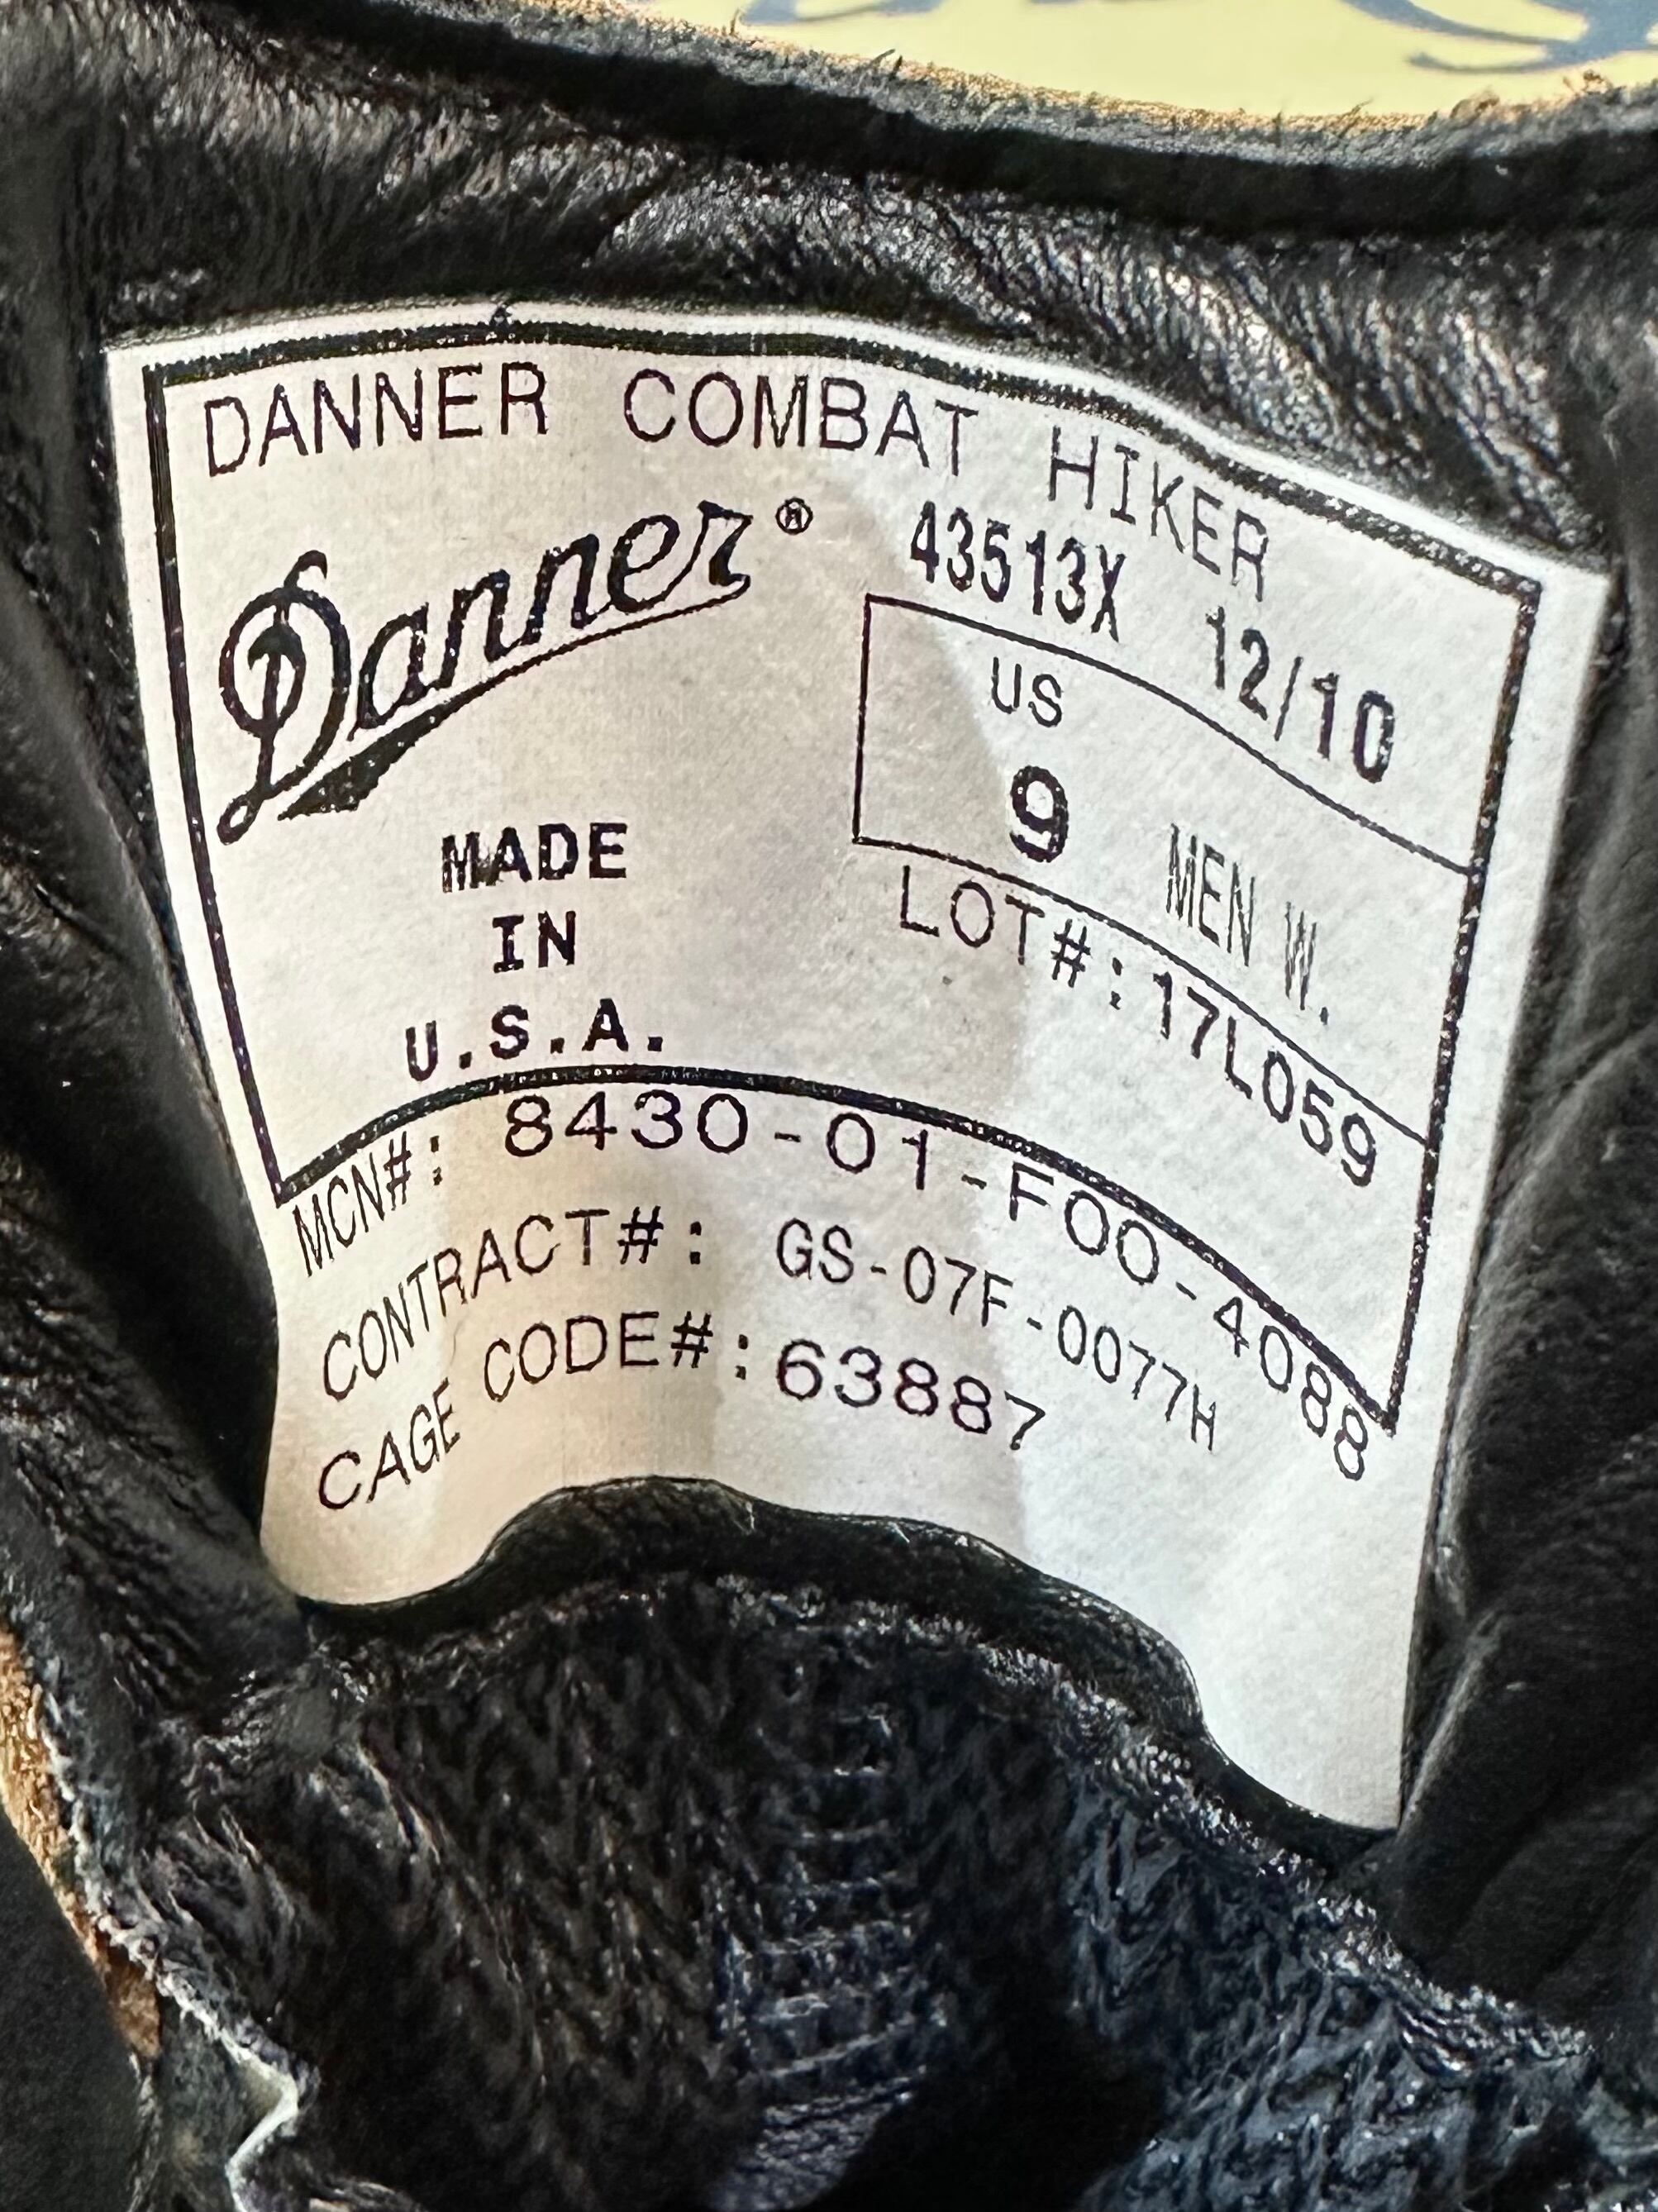 DANNER COMBAT HIKER
Danner®
43513X 12/10
US
9 MEN W.
MADE
IN
U.S.A.
LOT#:17L059
MCN#: 8430-01-F00-4088
CONTRACT#: GS-07F-0077H
CAGE CODE#:63887